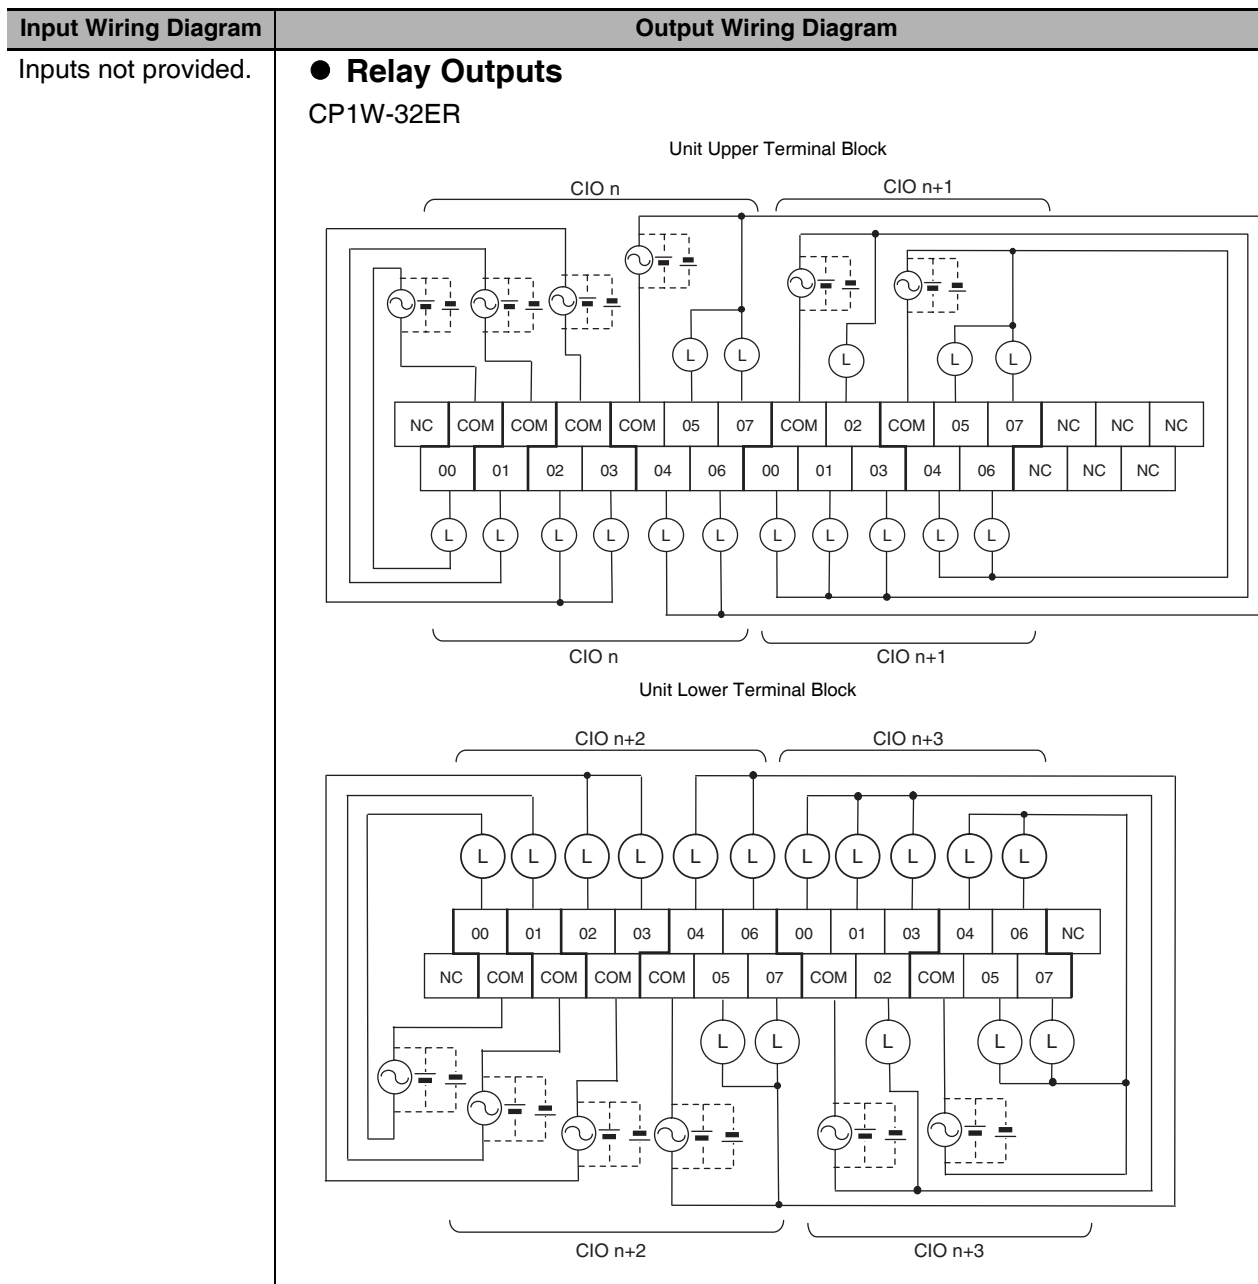 Input Wiring Diagram Output Wiring Diagram
Inputs not provided.
● Relay Outputs
CP1W-32ER
Unit Upper Terminal Block
CIO n CIO n+1
L L L L L
NC COM COM COM COM 05 07 COM 02 COM 05 07 NC NC NC
00 01 02 03 04 06 00 01 03 04 06 NC NC NC
L L L L L L L L L L L
CIO n CIO n+1
Unit Lower Terminal Block
CIO n+2 CIO n+3
L L L L L L L L L L L
00 01 02 03 04 06 00 01 03 04 06 NC
NC COM COM COM COM 05 07 COM 02 COM 05 07
L L L L L
CIO n+2 CIO n+3